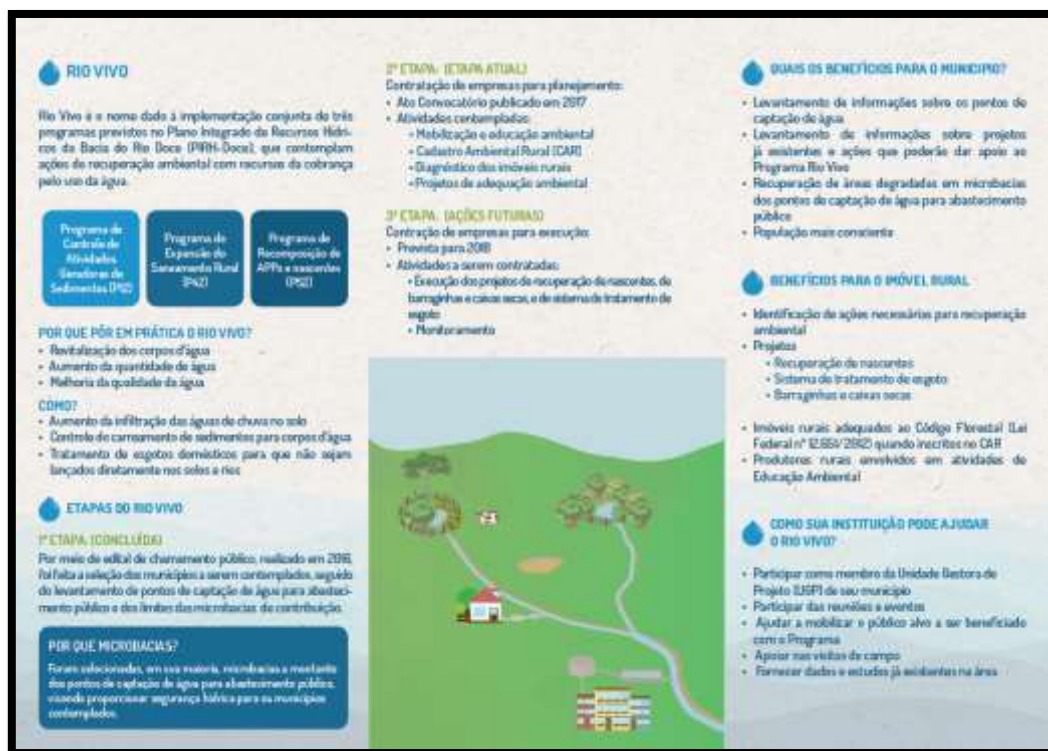 RIO VIVO
Rio Vivo é o nome dado à implementação conjunta de três
programas previstos no Plano Integrado de Recursos Hídri-
cos da Bacia do Rio Doce (PIRH-Doce), que contemplam
ações de recuperação ambiental com recursos da cobrança
pelo uso da água.
Programa de
Controle de
Atividades
Geradoras de
Sedimentos (P12)
Programa de
Expansão do
Saneamento Rural
(P42)
Programa de
Recomposição de
APPs e nascentes
(P52)
POR QUE PÔR EM PRÁTICA O RIO VIVO?
• Revitalização dos corpos d'água
• Aumento da quantidade de água
• Melhoria da qualidade da água
COMO?
• Aumento da infiltração das águas de chuva no solo
• Controle do carreamento de sedimentos para corpos d'água
• Tratamento de esgotos domésticos para que não sejam
lançados diretamente nos solos e rios
ETAPAS DO RIO VIVO
1ª ETAPA: (CONCLUÍDA)
Por meio de edital de chamamento público, realizado em 2016,
foi feita a seleção dos municípios a serem contemplados, seguido
do levantamento de pontos de captação de água para abasteci-
mento público e dos limites das microbacias de contribuição.
POR QUE MICROBACIAS?
Foram selecionadas, em sua maioria, microbacias a montante
dos pontos de captação de água para abastecimento público,
visando proporcionar segurança hídrica para os municípios
contemplados.
2ª ETAPA: (ETAPA ATUAL)
Contratação de empresas para planejamento:
• Ato Convocatório publicado em 2017
• Atividades contempladas:
• Mobilização e educação ambiental
• Cadastro Ambiental Rural (CAR)
• Diagnóstico dos imóveis rurais
• Projetos de adequação ambiental
3ª ETAPA: (AÇÕES FUTURAS)
Contração de empresas para execução:
• Prevista para 2018
• Atividades a serem contratadas:
• Execução dos projetos de recuperação de nascentes, de
barraginhas e caixas secas, e de sistema de tratamento de
esgoto
• Monitoramento
QUAIS OS BENEFÍCIOS PARA O MUNICÍPIO?
• Levantamento de informações sobre os pontos de
captação de água
• Levantamento de informações sobre projetos
já existentes e ações que poderão dar apoio ao
Programa Rio Vivo
• Recuperação de áreas degradadas em microbacias
dos pontos de captação de água para abastecimento
público
• População mais consciente
BENEFÍCIOS PARA O IMÓVEL RURAL
• Identificação de ações necessárias para recuperação
ambiental
• Projetos
• Recuperação de nascentes
• Sistema de tratamento de esgoto
• Barraginhas e caixas secas
• Imóveis rurais adequados ao Código Florestal (Lei
Federal nº 12.651/2012) quando inscritos no CAR
• Produtores rurais envolvidos em atividades de
Educação Ambiental
COMO SUA INSTITUIÇÃO PODE AJUDAR
O RIO VIVO?
• Participar como membro da Unidade Gestora de
Projeto (UGP) de seu município
• Participar das reuniões e eventos
• Ajudar a mobilizar o público alvo a ser beneficiado
com o Programa
• Apoiar nas visitas de campo
• Fornecer dados e estudos já existentes na área